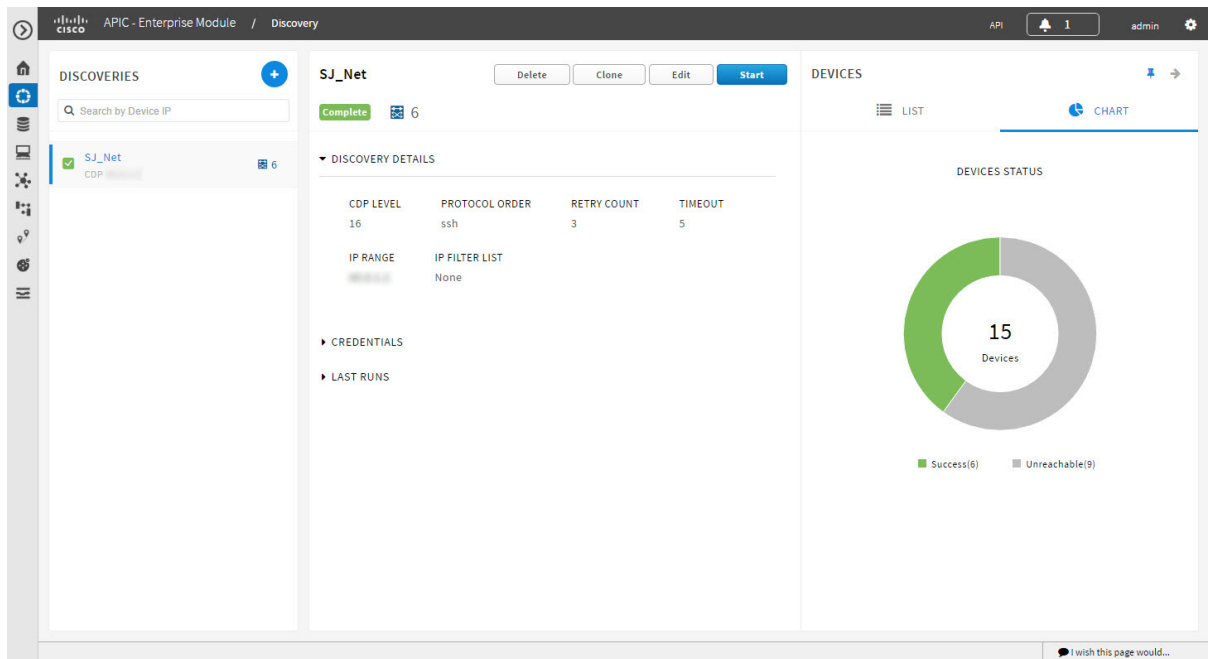 CISCO APIC - Enterprise Module / Discovery
API 1 admin
DISCOVERIES
Search by Device IP
SJ_Net 6
CDP
SJ_Net
Delete Clone Edit Start
Complete 6
DISCOVERY DETAILS
CDP LEVEL PROTOCOL ORDER RETRY COUNT TIMEOUT
16 ssh 3 5
IP RANGE IP FILTER LIST
None
CREDENTIALS
LAST RUNS
DEVICES
LIST CHART
DEVICES STATUS
15
Devices
Success(6) Unreachable(9)
I wish this page would...